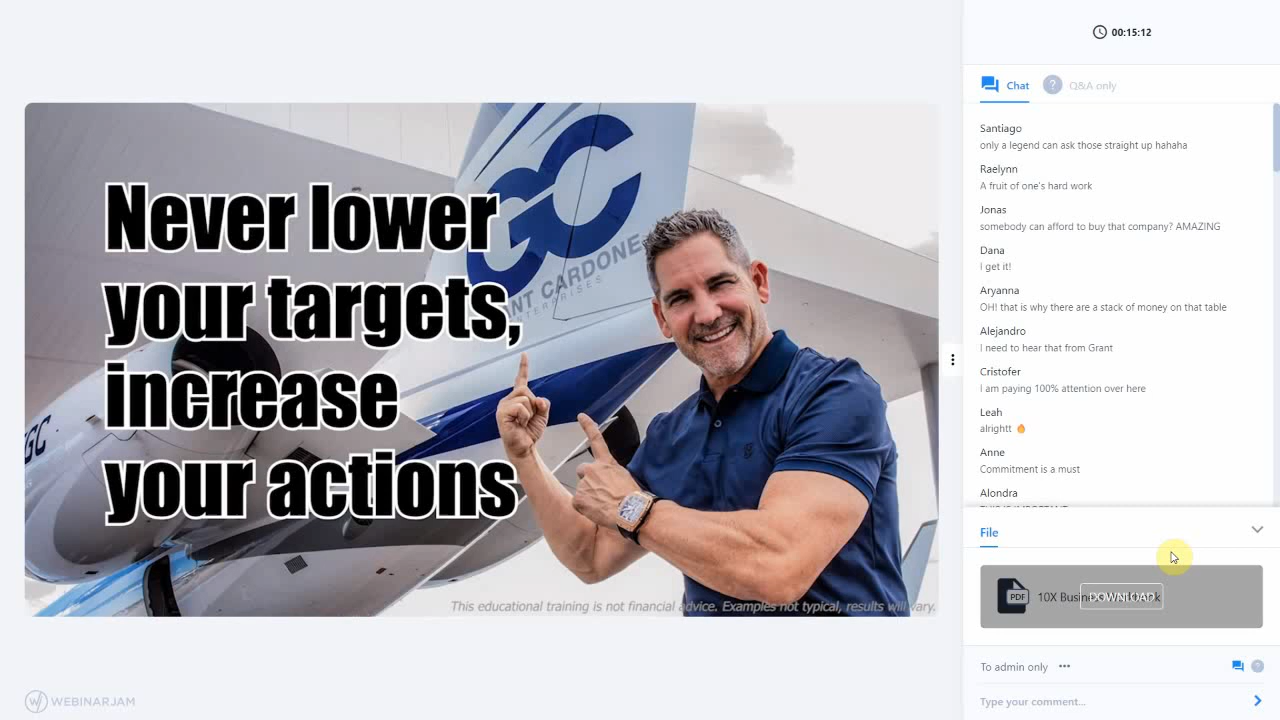 00:15:12
Chat
? Q&A only
Santiago
only a legend can ask those straight up hahaha
Raelynn
A fruit of one's hard work
Jonas
somebody can afford to buy that company? AMAZING
Dana
I get it!
Aryanna
OH! that is why there are a stack of money on that table
Alejandro
I need to hear that from Grant
Cristofer
I am paying 100% attention over here
Leah
alrightt 🔥
Anne
Commitment is a must
Alondra
GC
ANT CARDONE
ENTERPRISES
GC
Never lower
your targets,
increase
your actions
This educational training is not financial advice. Examples not typical, results will vary.
File
PDF
10X Busin
DOWNLOAD
To admin only •••
?
Type your comment...
WEBINARJAM